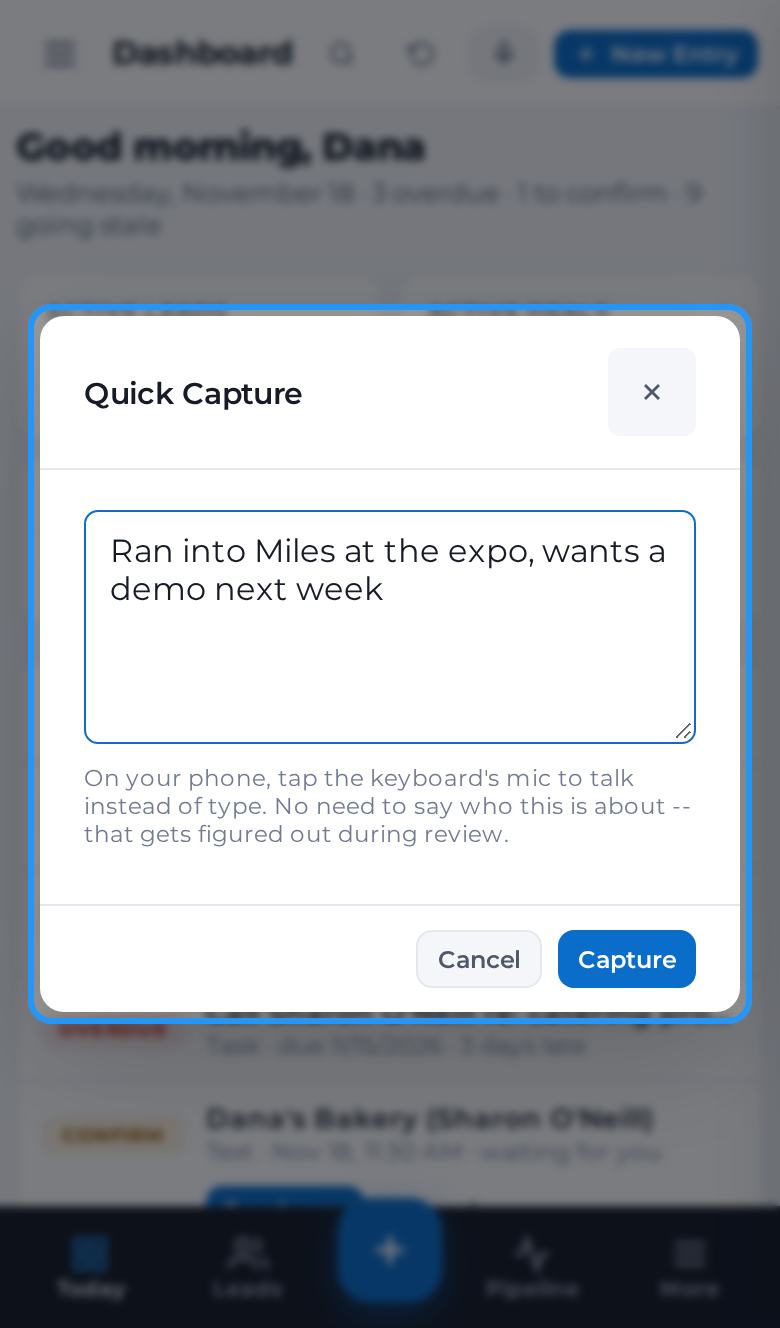 Dashboard
New Entry
Good morning, Dana
Wednesday, November 18 · 3 overdue · 1 to confirm · 9
going stale
Quick Capture
×
Ran into Miles at the expo, wants a
demo next week
On your phone, tap the keyboard's mic to talk
instead of type. No need to say who this is about --
that gets figured out during review.
Cancel
Capture
OVERDUE
Task · due 11/15/2026 · 3 days late
CONFIRM
Dana's Bakery (Sharon O'Neill)
Text · Nov 18, 11:30 AM · waiting for you
Today
Leads
Pipeline
More